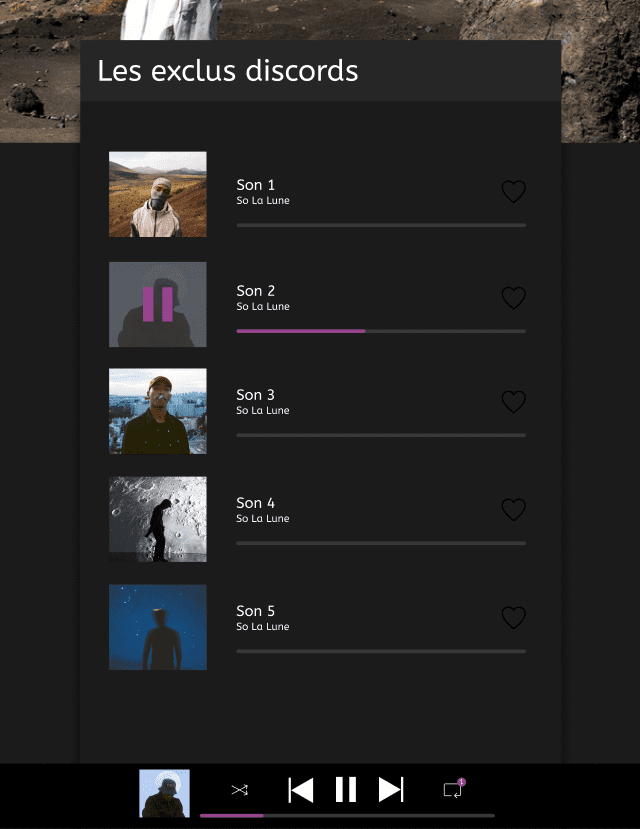 Les exclus discords
Son 1
So La Lune
Son 2
So La Lune
Son 3
So La Lune
Son 4
So La Lune
Son 5
So La Lune
1